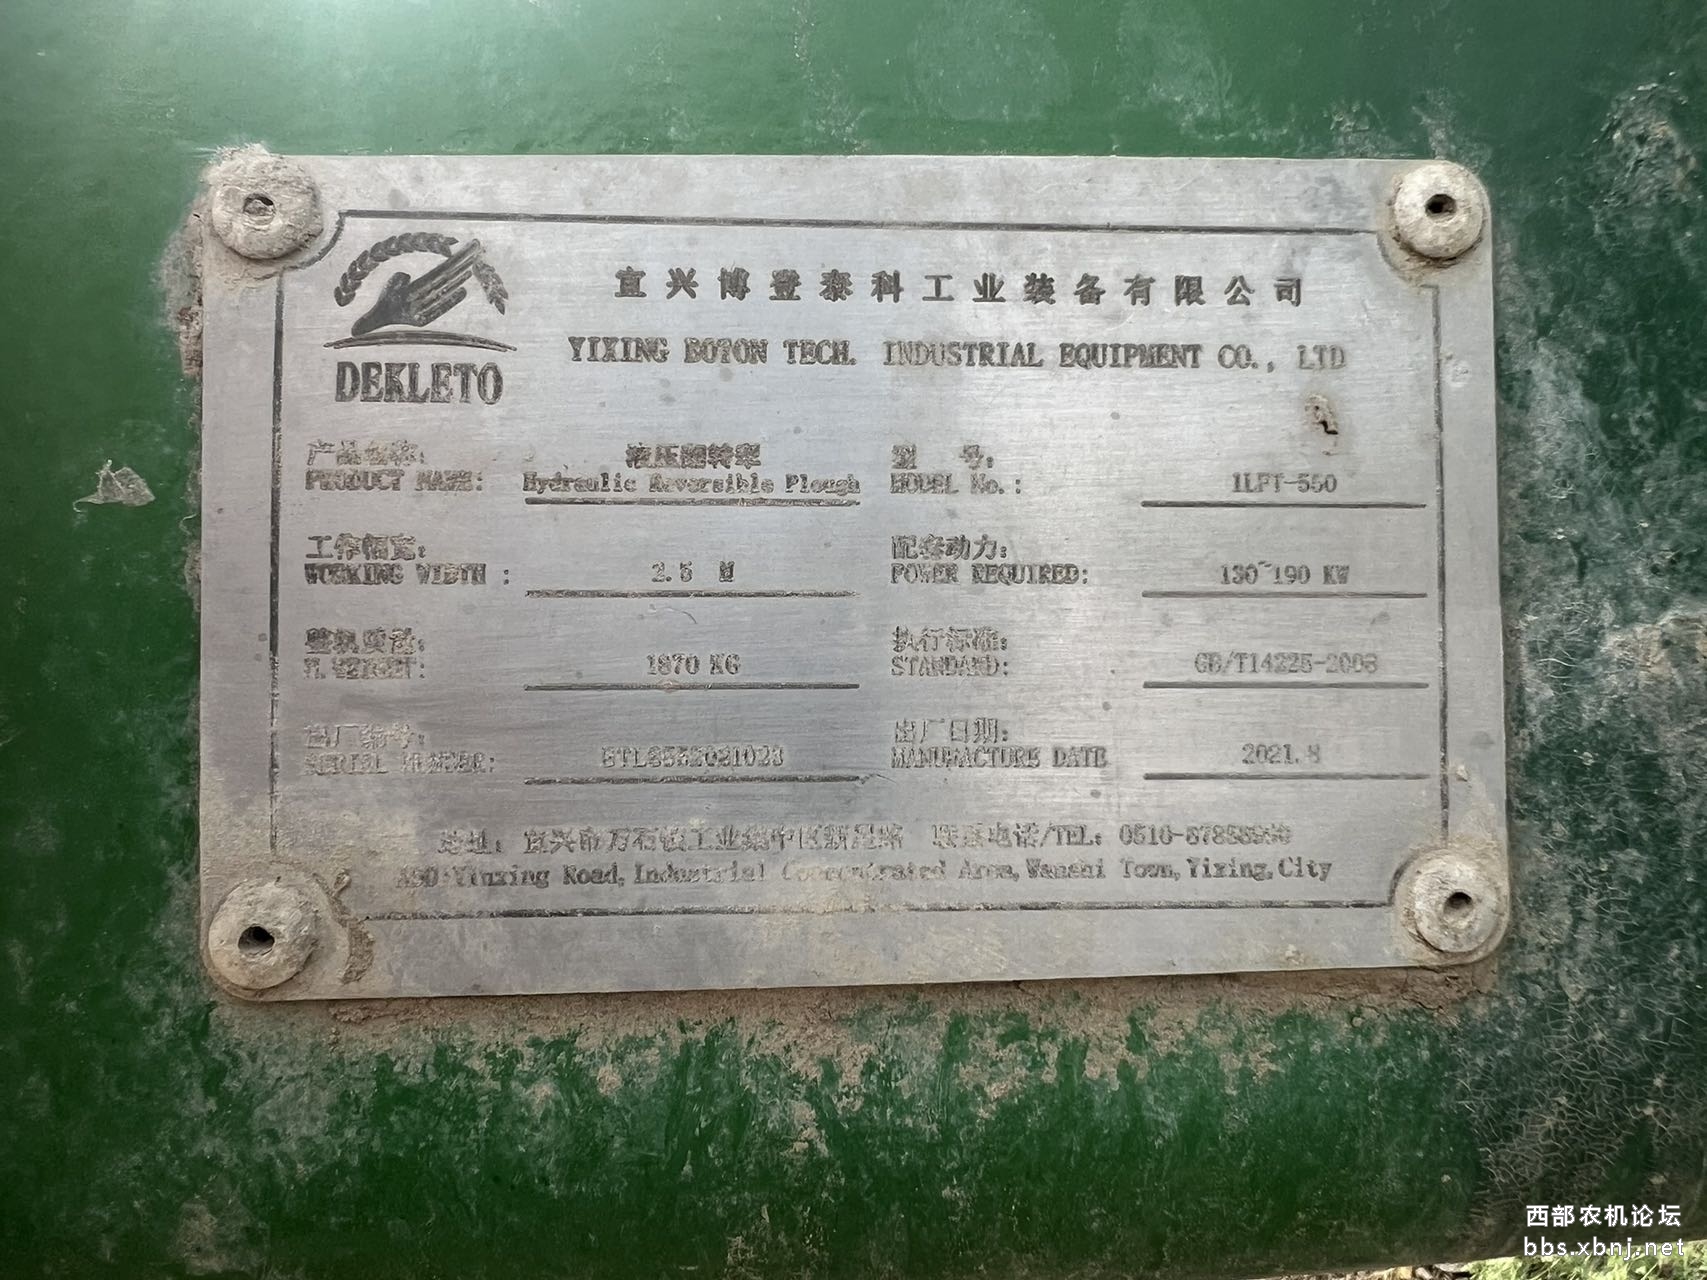 宜兴博登泰科工业装备有限公司
YIXING BOTON TECH. INDUSTRIAL EQUIPMENT CO., LTD
DEKLETO
产品名称: 液压翻转犁 型 号:
PRODUCT NAME: Hydraulic Reversible Plough MODEL No.: 1LFT-550
工作幅宽: 配套动力:
WORKING WIDTH : 2.5 M POWER REQUIRED: 130~190 KW
整机质量: 执行标准:
M.WEIGHT: 1870 KG STANDARD: GB/T14225-2008
出厂编号: 出厂日期:
SERIAL NUMBER: MANUFACTURE DATE 2021.8
地址: 宜兴市万石镇工业集中区 联系电话/TEL:
Road, Industrial Concentrated Area, Wanshi Town, Yixing, City
西部农机论坛
bbs.xbnj.net